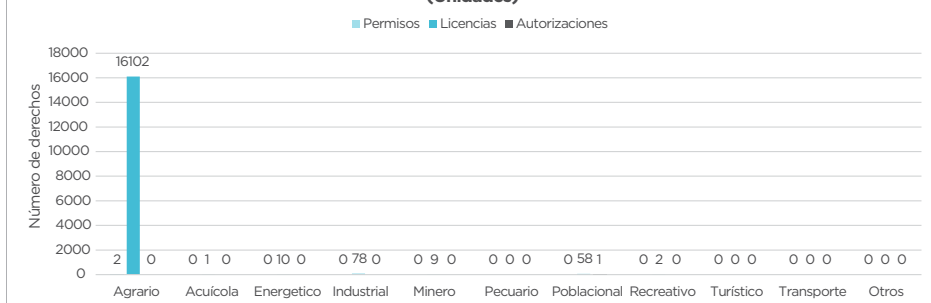 (Unidades)
Permisos Licencias Autorizaciones
Número de derechos
18000
16000
14000
12000
10000
8000
6000
4000
2000
0
16102
2 0 0 1 0 0 10 0 0 78 0 0 9 0 0 0 0 0 58 1 0 2 0 0 0 0 0 0 0 0 0 0
Agrario Acuícola Energetico Industrial Minero Pecuario Poblacional Recreativo Turístico Transporte Otros